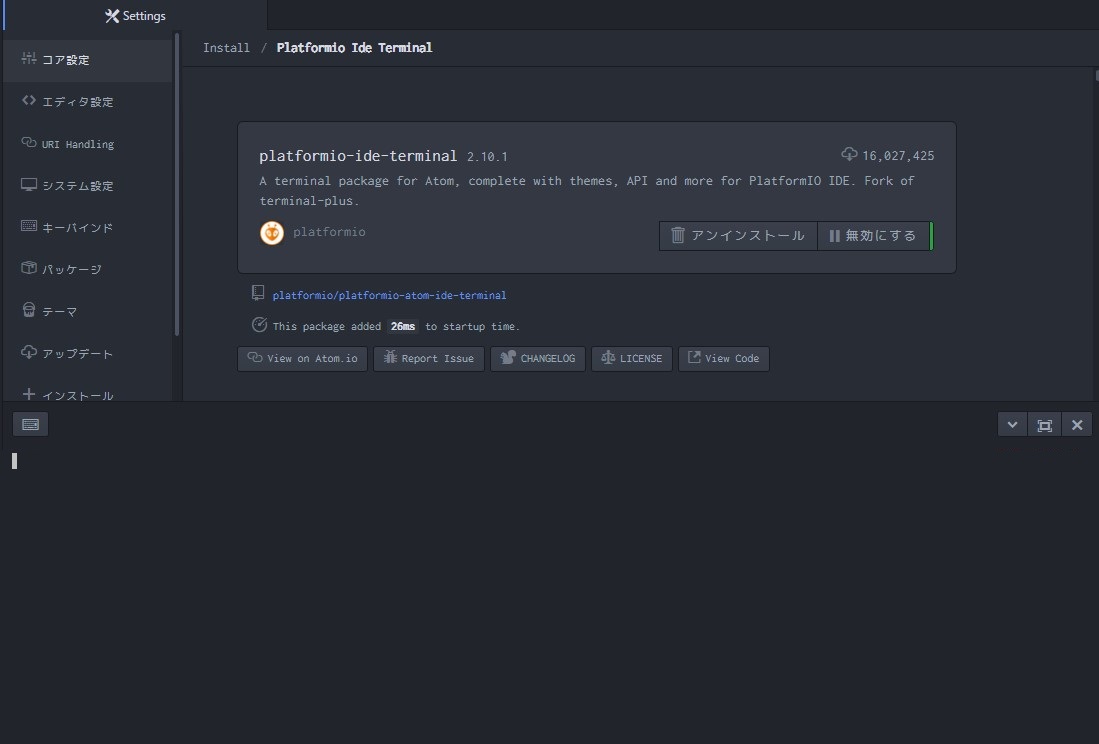 Settings
コア設定
エディタ設定
URI Handling
システム設定
キーバインド
パッケージ
テーマ
アップデート
インストール
Install / Platformio Ide Terminal
platformio-ide-terminal 2.10.1
16,027,425
A terminal package for Atom, complete with themes, API and more for PlatformIO IDE. Fork of
terminal-plus.
platformio
アンインストール
無効にする
platformio/platformio-atom-ide-terminal
This package added 26ms to startup time.
View on Atom.io
Report Issue
CHANGELOG
LICENSE
View Code